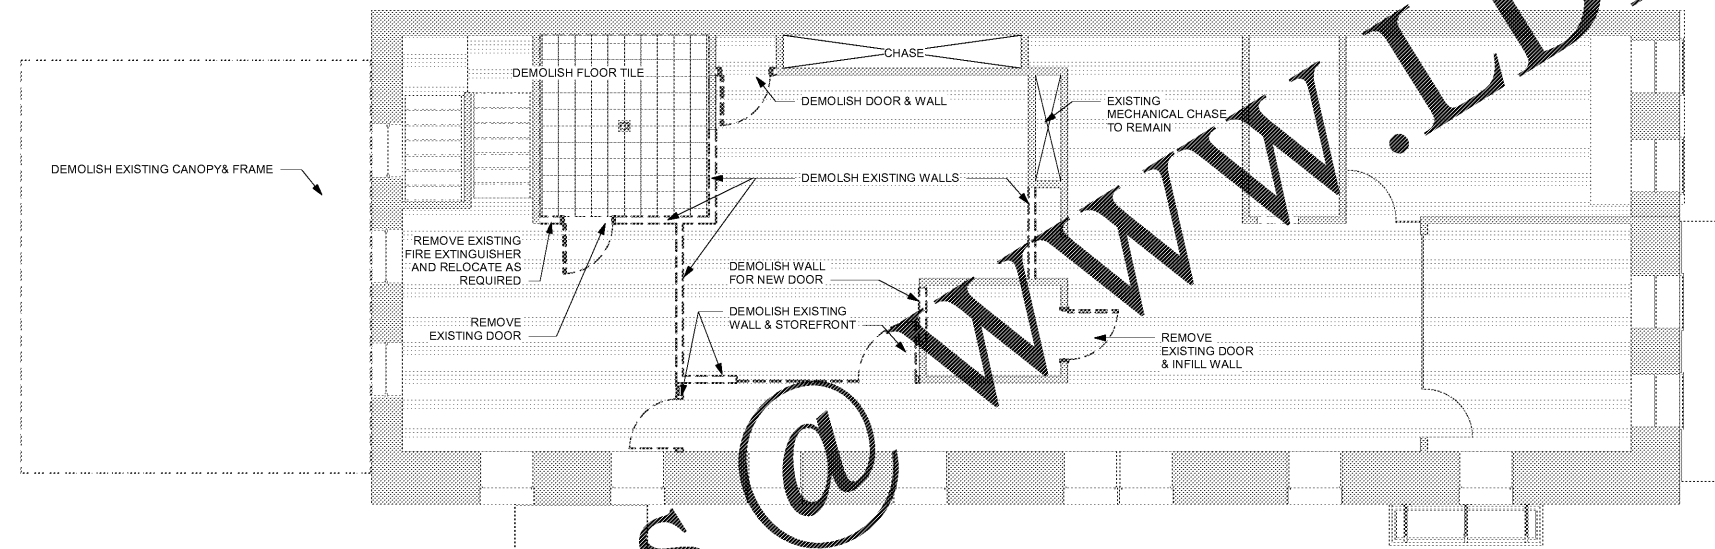 CHASE
DEMOLISH FLOOR TILE
DEMOLISH DOOR & WALL
EXISTING
MECHANICAL CHASE
TO REMAIN
DEMOLISH EXISTING CANOPY& FRAME
DEMOLSH EXISTING WALLS
REMOVE EXISTING
FIRE EXTINGUISHER
AND RELOCATE AS
REQUIRED
DEMOLISH WALL
FOR NEW DOOR
REMOVE
EXISTING DOOR
DEMOLISH EXISTING
WALL & STOREFRONT
REMOVE
EXISTING DOOR
& INFILL WALL
s @ WWW.LD